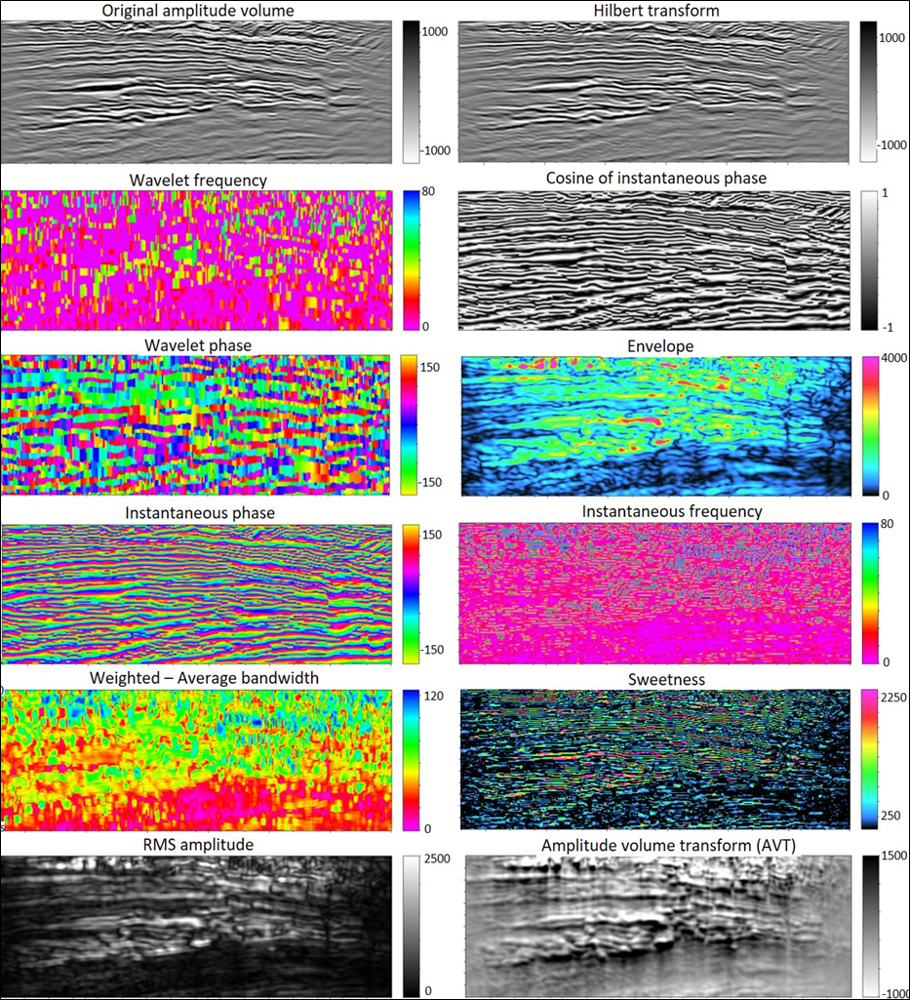 Original amplitude volume
1000
-1000
Hilbert transform
1000
-1000
Wavelet frequency
80
0
Cosine of instantaneous phase
1
-1
Wavelet phase
150
-150
Envelope
4000
0
Instantaneous phase
150
-150
Instantaneous frequency
80
0
Weighted – Average bandwidth
120
0
Sweetness
2250
250
RMS amplitude
2500
0
Amplitude volume transform (AVT)
1500
-1000